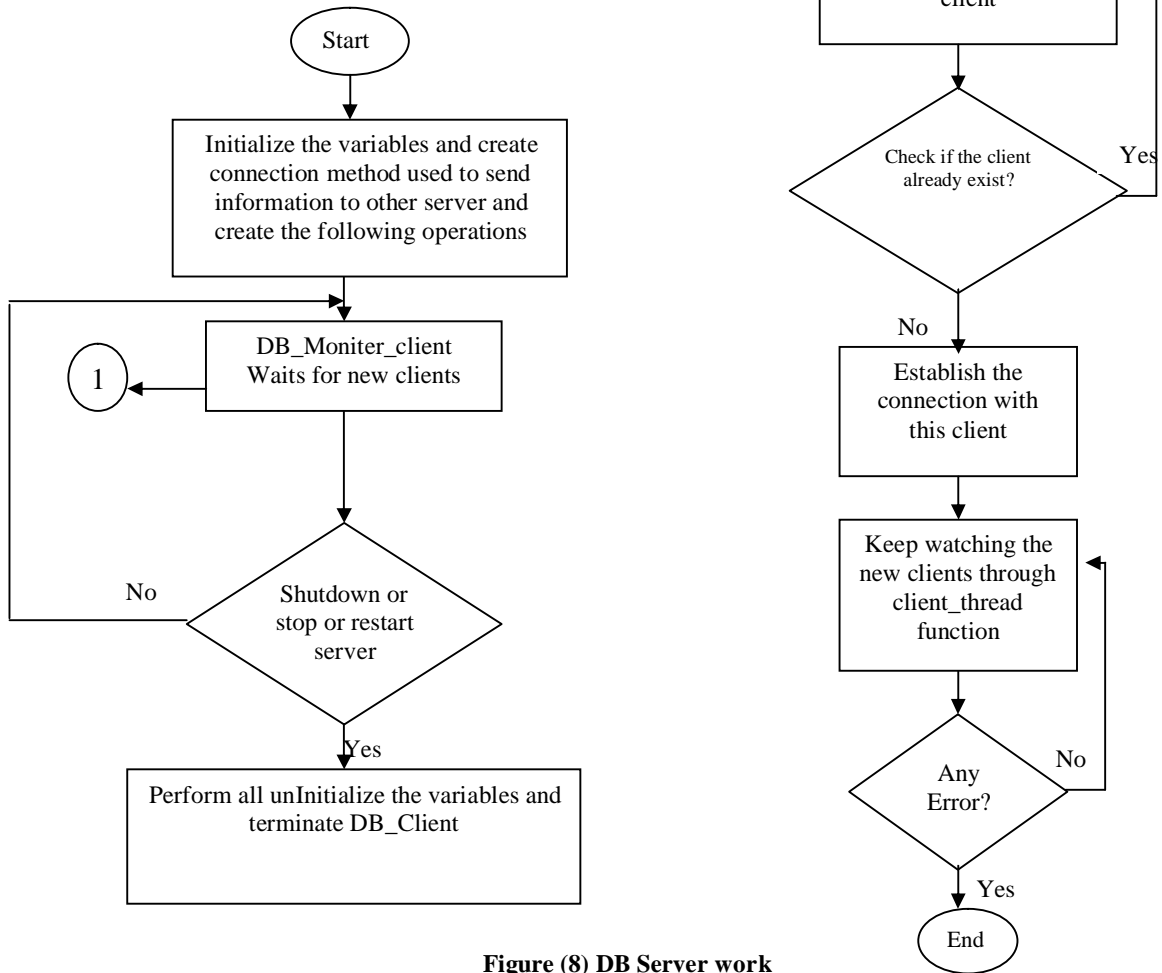 Start
Initialize the variables and create
connection method used to send
information to other server and
create the following operations
DB_Moniter_client
Waits for new clients
1
No
Shutdown or
stop or restart
server
Yes
Perform all unInitialize the variables and
terminate DB_Client
client
Check if the client
already exist?
Yes
No
Establish the
connection with
this client
Keep watching the
new clients through
client_thread
function
Any
Error?
No
Yes
End
Figure (8) DB Server work